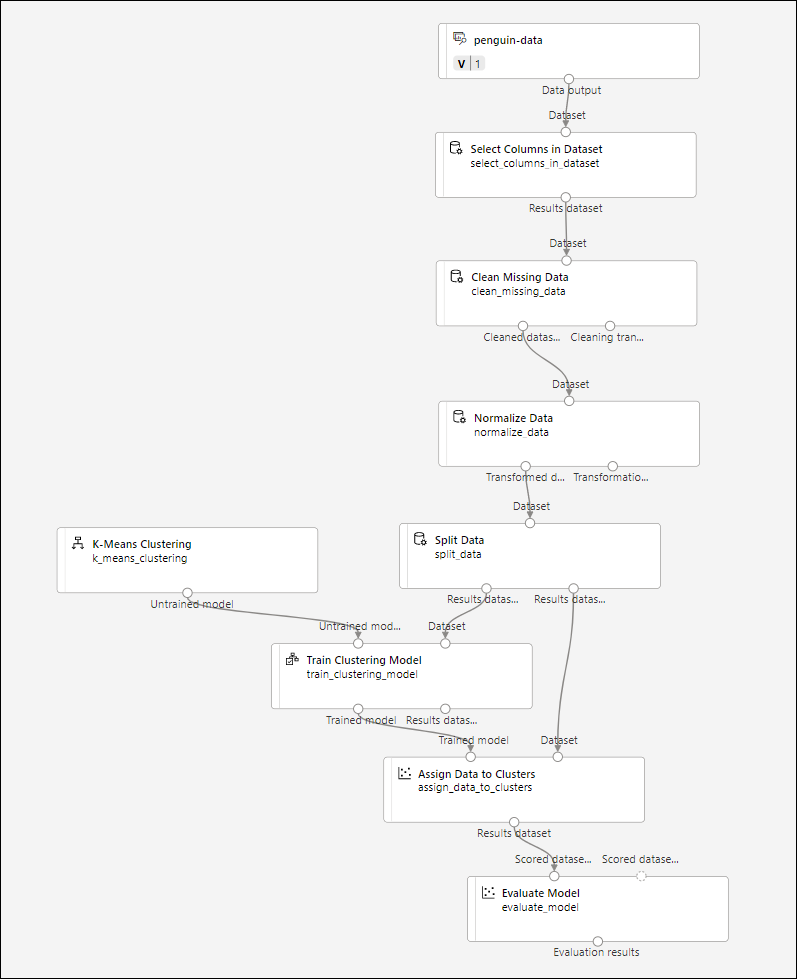 penguin-data
V | 1
Data output
Dataset
Select Columns in Dataset
select_columns_in_dataset
Results dataset
Dataset
Clean Missing Data
clean_missing_data
Cleaned datas... Cleaning tran...
Dataset
Normalize Data
normalize_data
Transformed d... Transformatio...
Dataset
Split Data
split_data
Results datas... Results datas...
K-Means Clustering
k_means_clustering
Untrained model
Untrained mod... Dataset
Train Clustering Model
train_clustering_model
Trained model Results datas...
Trained model Dataset
Assign Data to Clusters
assign_data_to_clusters
Results dataset
Scored datase... Scored datase...
Evaluate Model
evaluate_model
Evaluation results